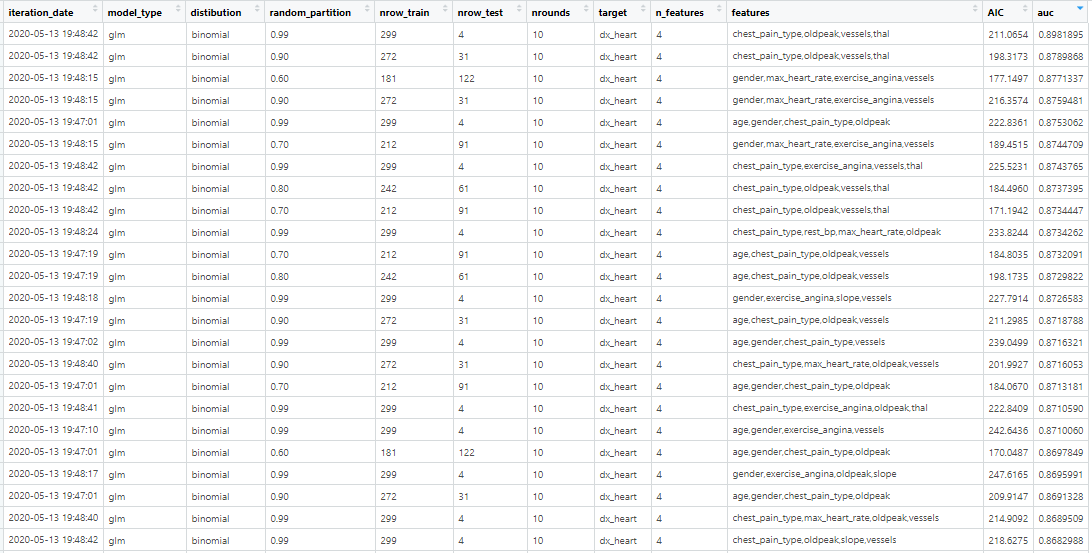 iteration_date model_type distibution random_partition nrow_train nrow_test nrounds target n_features features AIC auc
2020-05-13 19:48:42 glm binomial 0.99 299 4 10 dx_heart 4 chest_pain_type,oldpeak,vessels,thal 211.0654 0.8981895
2020-05-13 19:48:42 glm binomial 0.90 272 31 10 dx_heart 4 chest_pain_type,oldpeak,vessels,thal 198.3173 0.8789868
2020-05-13 19:48:15 glm binomial 0.60 181 122 10 dx_heart 4 gender,max_heart_rate,exercise_angina,vessels 177.1497 0.8771337
2020-05-13 19:48:15 glm binomial 0.90 272 31 10 dx_heart 4 gender,max_heart_rate,exercise_angina,vessels 216.3574 0.8759481
2020-05-13 19:47:01 glm binomial 0.99 299 4 10 dx_heart 4 age,gender,chest_pain_type,oldpeak 222.8361 0.8753062
2020-05-13 19:48:15 glm binomial 0.70 212 91 10 dx_heart 4 gender,max_heart_rate,exercise_angina,vessels 189.4515 0.8744709
2020-05-13 19:48:42 glm binomial 0.99 299 4 10 dx_heart 4 chest_pain_type,exercise_angina,vessels,thal 225.5231 0.8743765
2020-05-13 19:48:42 glm binomial 0.80 242 61 10 dx_heart 4 chest_pain_type,oldpeak,vessels,thal 184.4960 0.8737395
2020-05-13 19:48:42 glm binomial 0.70 212 91 10 dx_heart 4 chest_pain_type,oldpeak,vessels,thal 171.1942 0.8734447
2020-05-13 19:48:24 glm binomial 0.99 299 4 10 dx_heart 4 chest_pain_type,rest_bp,max_heart_rate,oldpeak 233.8244 0.8734262
2020-05-13 19:47:19 glm binomial 0.70 212 91 10 dx_heart 4 age,chest_pain_type,oldpeak,vessels 184.8035 0.8732091
2020-05-13 19:47:19 glm binomial 0.80 242 61 10 dx_heart 4 age,chest_pain_type,oldpeak,vessels 198.1735 0.8729822
2020-05-13 19:48:18 glm binomial 0.99 299 4 10 dx_heart 4 gender,exercise_angina,slope,vessels 227.7914 0.8726583
2020-05-13 19:47:19 glm binomial 0.90 272 31 10 dx_heart 4 age,chest_pain_type,oldpeak,vessels 211.2985 0.8718788
2020-05-13 19:47:02 glm binomial 0.99 299 4 10 dx_heart 4 age,gender,chest_pain_type,vessels 239.0499 0.8716321
2020-05-13 19:48:40 glm binomial 0.90 272 31 10 dx_heart 4 chest_pain_type,max_heart_rate,oldpeak,vessels 201.9927 0.8716053
2020-05-13 19:47:01 glm binomial 0.70 212 91 10 dx_heart 4 age,gender,chest_pain_type,oldpeak 184.0670 0.8713181
2020-05-13 19:48:41 glm binomial 0.99 299 4 10 dx_heart 4 chest_pain_type,exercise_angina,oldpeak,thal 222.8409 0.8710590
2020-05-13 19:47:10 glm binomial 0.99 299 4 10 dx_heart 4 age,gender,exercise_angina,vessels 242.6436 0.8710060
2020-05-13 19:47:01 glm binomial 0.60 181 122 10 dx_heart 4 age,gender,chest_pain_type,oldpeak 170.0487 0.8697849
2020-05-13 19:48:17 glm binomial 0.99 299 4 10 dx_heart 4 gender,exercise_angina,oldpeak,slope 247.6165 0.8695991
2020-05-13 19:47:01 glm binomial 0.90 272 31 10 dx_heart 4 age,gender,chest_pain_type,oldpeak 209.9147 0.8691328
2020-05-13 19:48:40 glm binomial 0.99 299 4 10 dx_heart 4 chest_pain_type,max_heart_rate,oldpeak,vessels 214.9092 0.8689509
2020-05-13 19:48:42 glm binomial 0.99 299 4 10 dx_heart 4 chest_pain_type,oldpeak,slope,vessels 218.6275 0.8682988